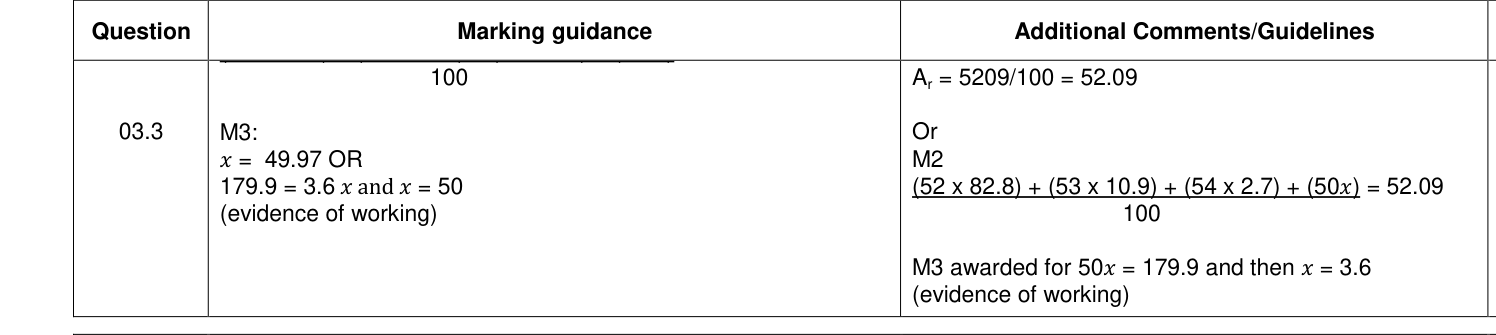 Question Marking guidance Additional Comments/Guidelines
100
03.3
M3:
x = 49.97 OR
179.9 = 3.6 x and x = 50
(evidence of working)
Ar = 5209/100 = 52.09
Or
M2
(52 x 82.8) + (53 x 10.9) + (54 x 2.7) + (50x) = 52.09
100
M3 awarded for 50x = 179.9 and then x = 3.6
(evidence of working)